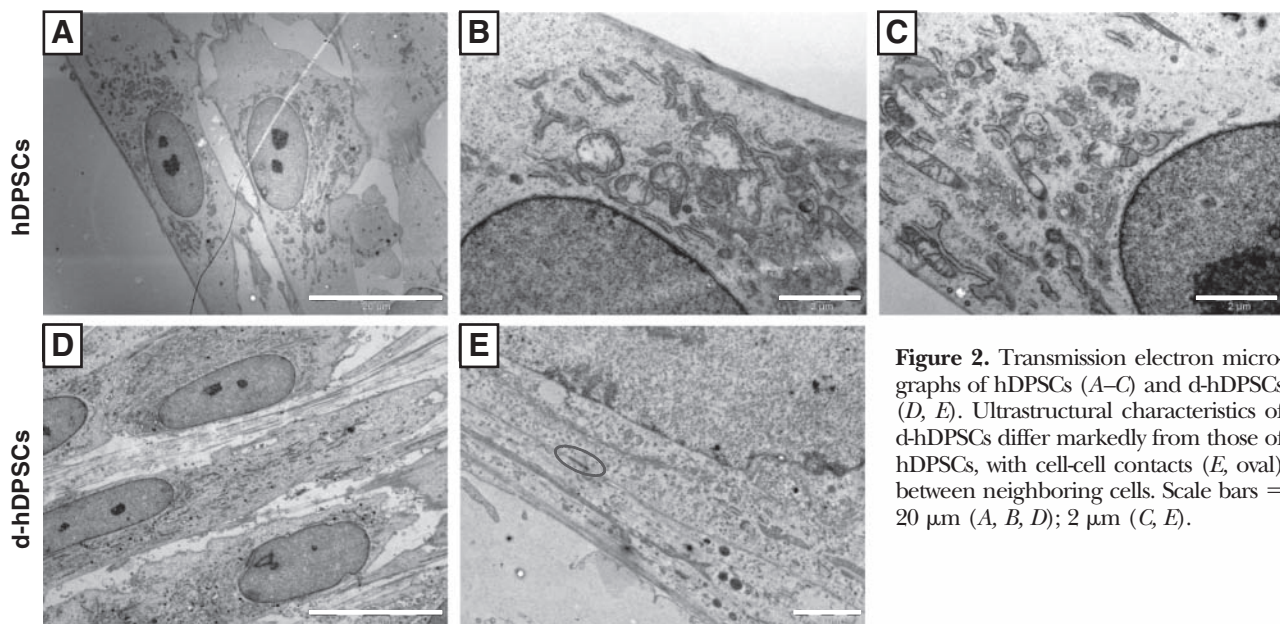 A
B
C
hDPSCs
20 µm
2 µm
2 µm
D
E
d-hDPSCs
Figure 2. Transmission electron micro
graphs of hDPSCs (A–C) and d-hDPSCs
(D, E). Ultrastructural characteristics of
d-hDPSCs differ markedly from those of
hDPSCs, with cell-cell contacts (E, oval)
between neighboring cells. Scale bars =
20 µm (A, B, D); 2 µm (C, E).